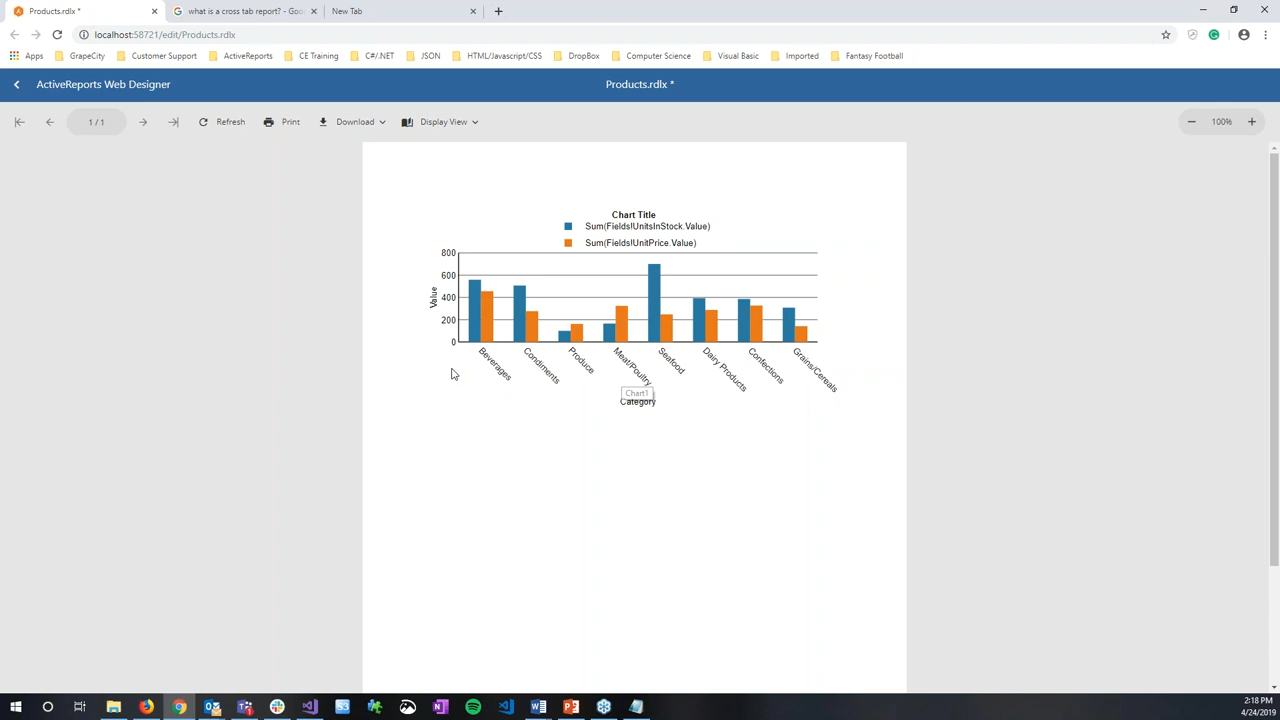 Products.rdlx *
what is a cross tab report? - Goo
New Tab
localhost:58721/edit/Products.rdlx
Apps
GrapeCity
Customer Support
ActiveReports
CE Training
C#/.NET
JSON
HTML/Javascript/CSS
DropBox
Computer Science
Visual Basic
Imported
Fantasy Football
ActiveReports Web Designer
Products.rdlx *
1 / 1
Refresh
Print
Download
Display View
100%
Chart Title
Sum(Fields!UnitsInStock.Value)
Sum(Fields!UnitPrice.Value)
800
600
400
200
0
Value
Beverages
Condiments
Produce
Meat/Poultry
Seafood
Dairy Products
Confections
Grains/Cereals
Chart1
Category
2:18 PM
4/24/2019